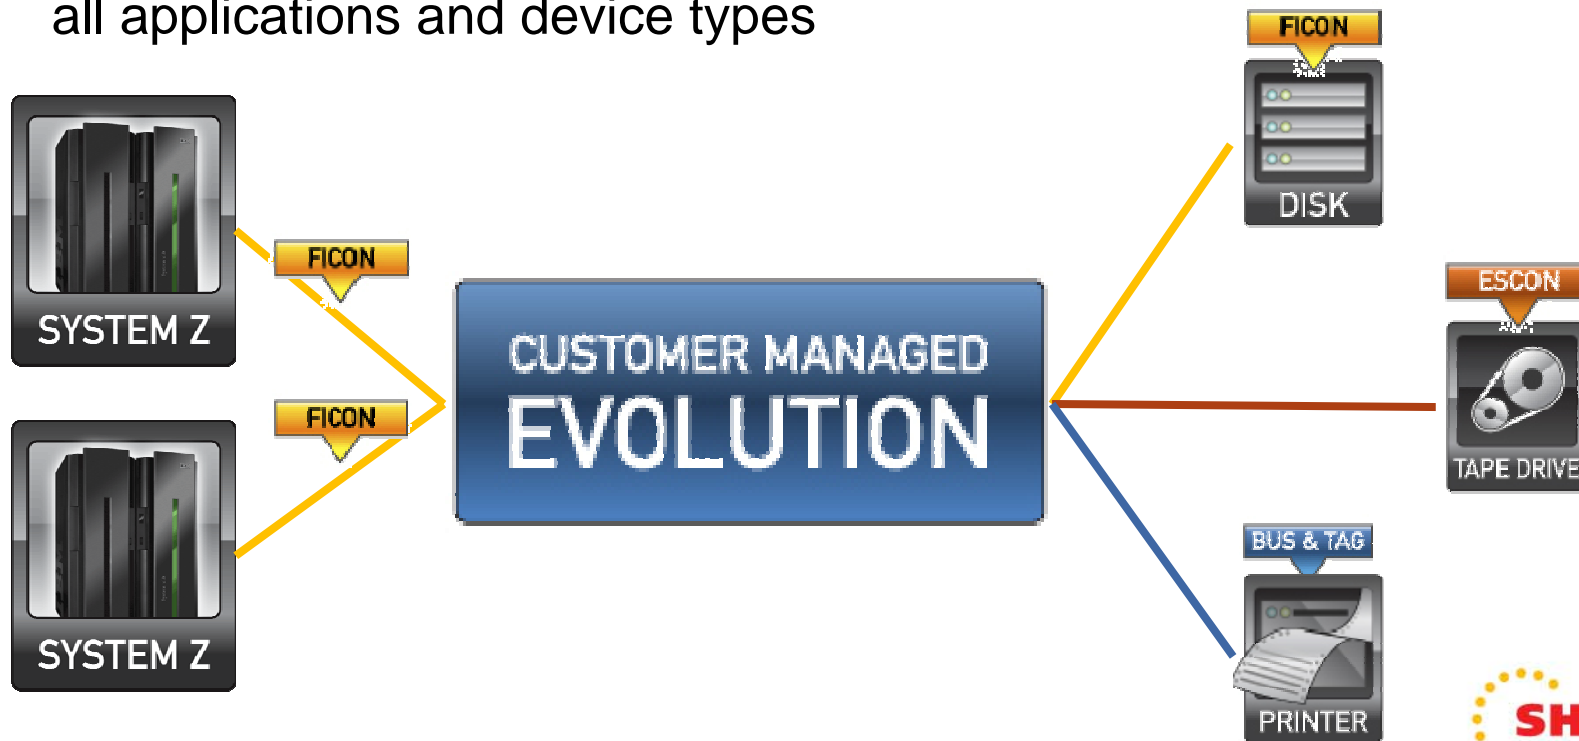 all applications and device types
FICON
DISK
SYSTEM Z
FICON
CUSTOMER MANAGED
EVOLUTION
ESCON
TAPE DRIVE
SYSTEM Z
FICON
BUS & TAG
PRINTER
SH